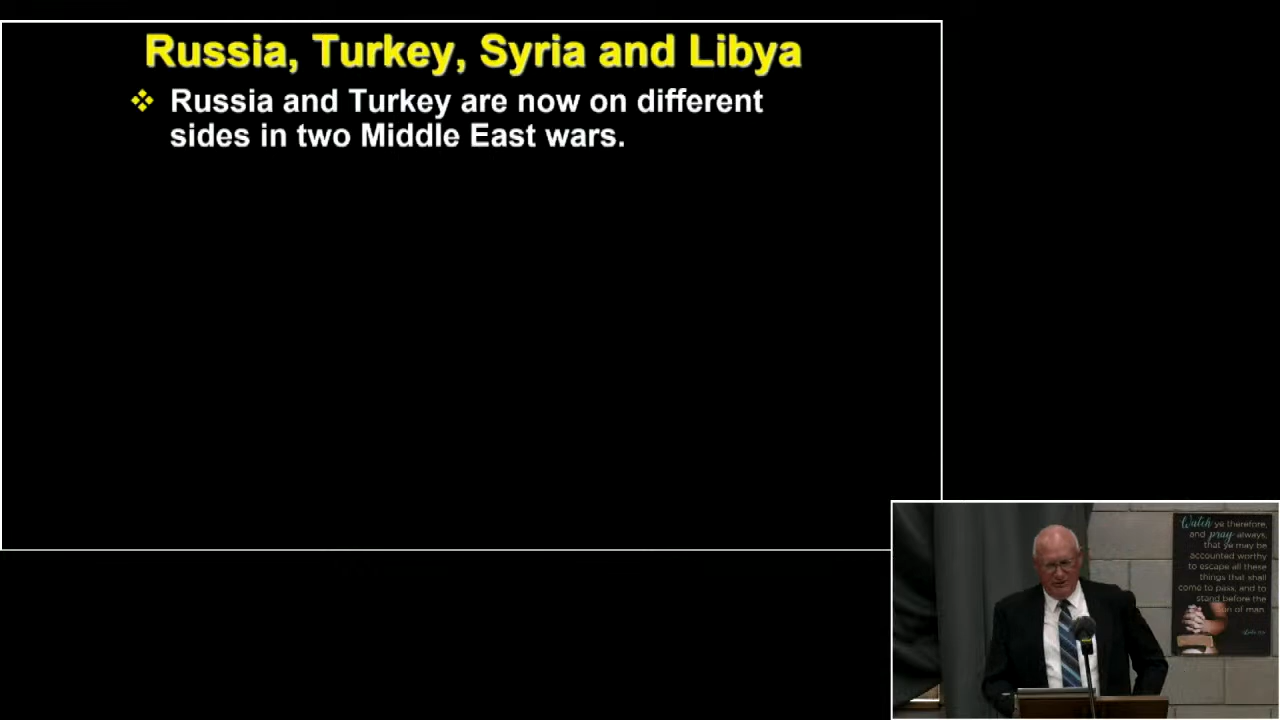 Russia, Turkey, Syria and Libya
❖ Russia and Turkey are now on different
sides in two Middle East wars.
Watch ye therefore,
and pray always,
that ye may be
accounted worthy
to escape all these
things that shall
come to pass, and to
stand before the
of man.